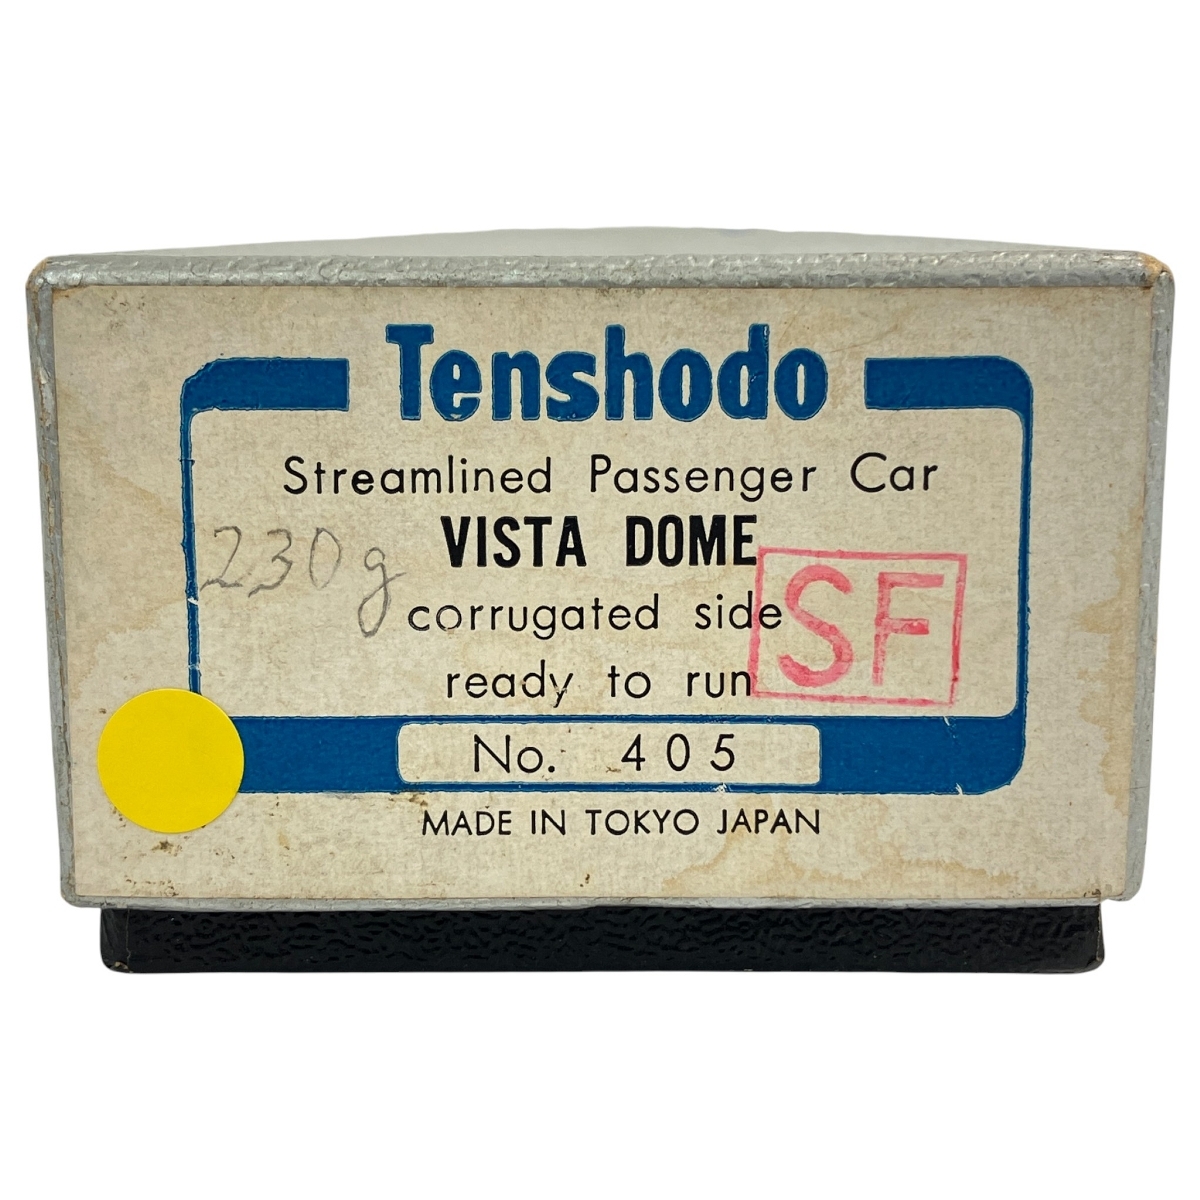 Tenshodo
Streamlined Passenger Car
VISTA DOME
230g
corrugated side
SF
ready to run
No. 405
MADE IN TOKYO JAPAN